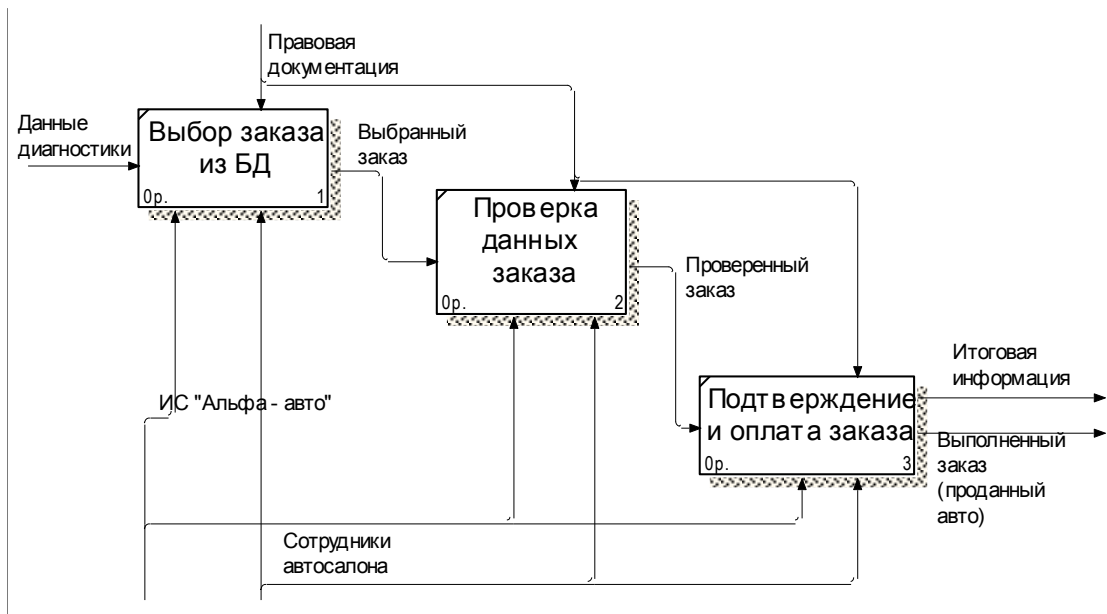 Правовая
документация
Данные
диагностики
Выбор заказа
из БД
0р.
1
Выбранный
заказ
Проверка
данных
заказа
0р.
2
Проверенный
заказ
Подтверждение
и оплата заказа
0р.
3
Итоговая
информация
Выполненный
заказ
(проданный
авто)
ИС "Альфа - авто"
Сотрудники
автосалона